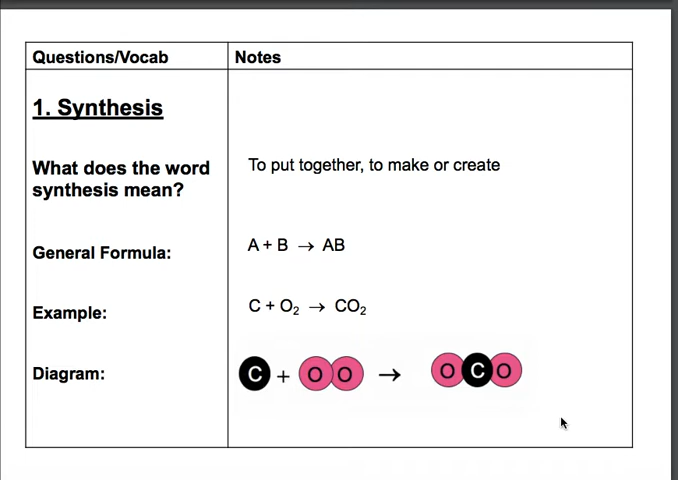 Questions/Vocab Notes
1. Synthesis
What does the word
synthesis mean?
To put together, to make or create
General Formula: A + B → AB
Example: C + O₂ → CO₂
Diagram: C + O O → O C O